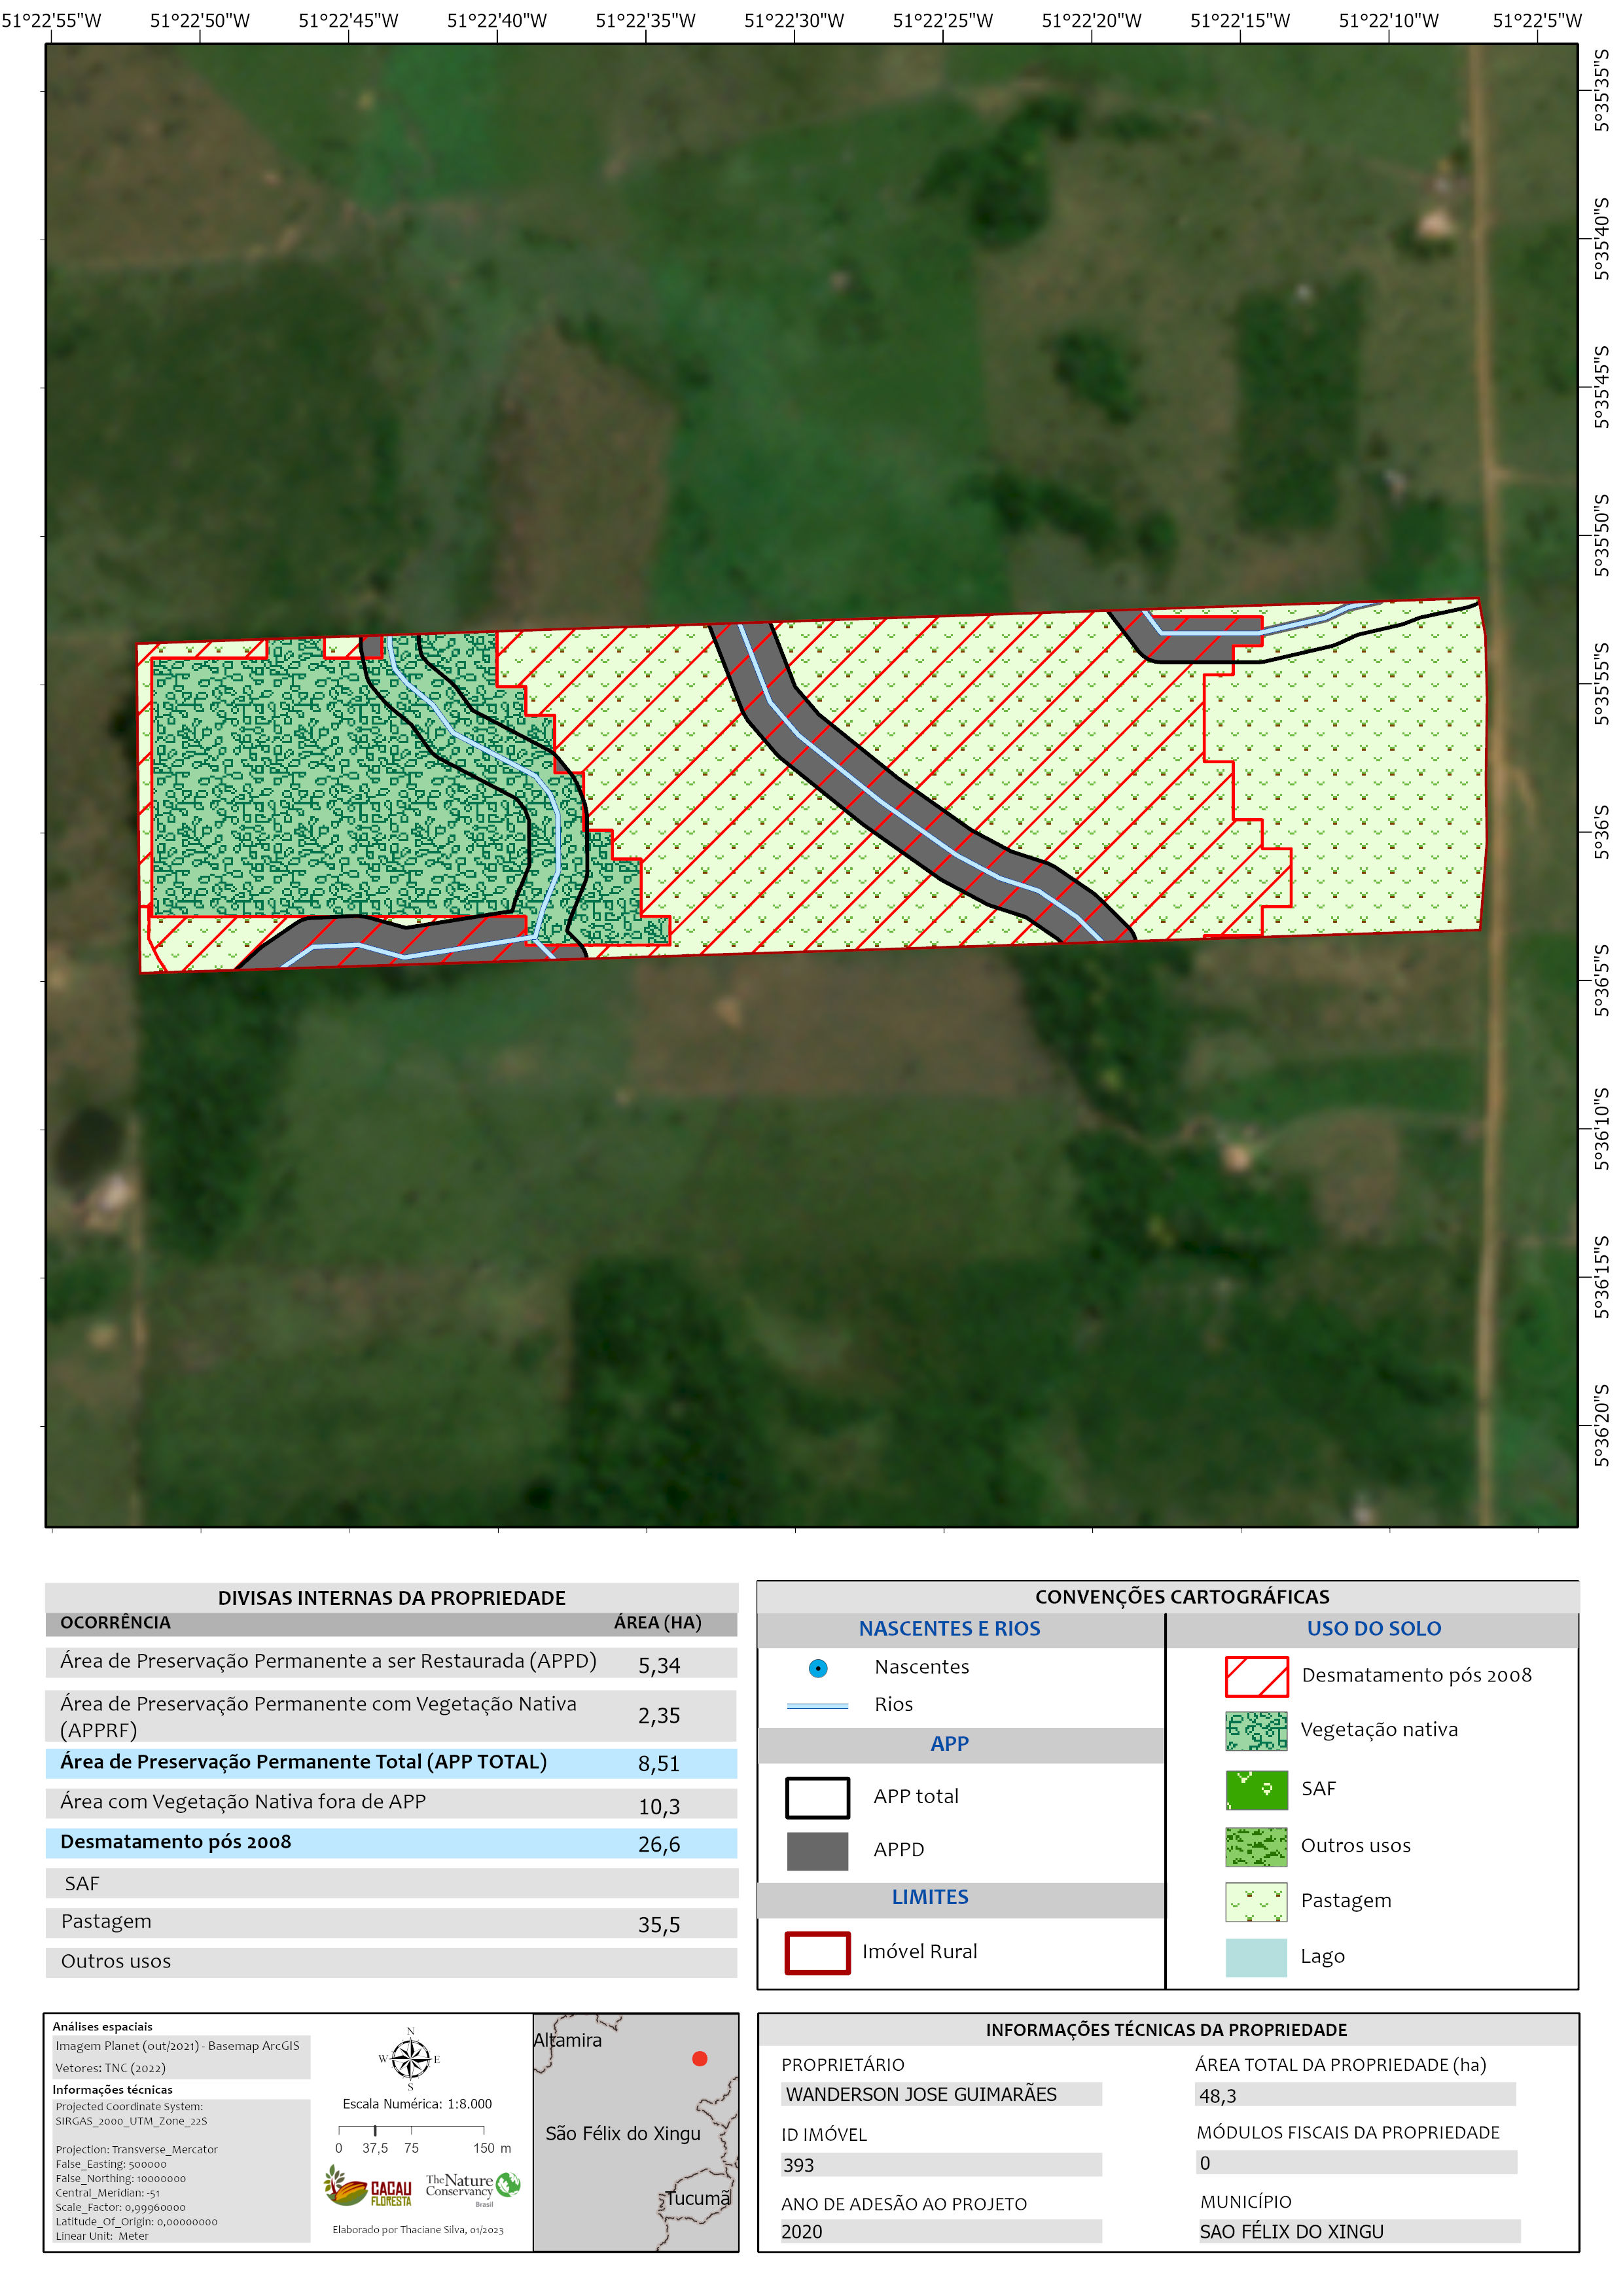 51°22'55"W 51°22'50"W 51°22'45"W 51°22'40"W 51°22'35"W 51°22'30"W 51°22'25"W 51°22'20"W 51°22'15"W 51°22'10"W 51°22'5"W
5°35'35"S
5°35'40"S
5°35'45"S
5°35'50"S
5°35'55"S
5°36'S
5°36'5"S
5°36'10"S
5°36'15"S
5°36'20"S
DIVISAS INTERNAS DA PROPRIEDADE
OCORRÊNCIA ÁREA (HA)
Área de Preservação Permanente a ser Restaurada (APPD) 5,34
Área de Preservação Permanente com Vegetação Nativa
(APPRF) 2,35
Área de Preservação Permanente Total (APP TOTAL) 8,51
Área com Vegetação Nativa fora de APP 10,3
Desmatamento pós 2008 26,6
SAF
Pastagem 35,5
Outros usos
CONVENÇÕES CARTOGRÁFICAS
NASCENTES E RIOS
Nascentes
Rios
APP
APP total
APPD
LIMITES
Imóvel Rural
USO DO SOLO
Desmatamento pós 2008
Vegetação nativa
SAF
Outros usos
Pastagem
Lago
Análises espaciais
Imagem Planet (out/2021) - Basemap ArcGIS
Vetores: TNC (2022)
Informações técnicas
Projected Coordinate System:
SIRGAS_2000_UTM_Zone_22S
Projection: Transverse_Mercator
False_Easting: 500000
False_Northing: 10000000
Central_Meridian: -51
Scale_Factor: 0,99960000
Latitude_Of_Origin: 0,00000000
Linear Unit: Meter
N
W E
S
Escala Numérica: 1:8.000
0 37,5 75 150 m
CACAU
FLORESTA
The Nature
Conservancy
Brasil
Elaborado por Thaciane Silva, 01/2023
Altamira
São Félix do Xingu
Tucumã
INFORMAÇÕES TÉCNICAS DA PROPRIEDADE
PROPRIETÁRIO
WANDERSON JOSE GUIMARÃES
ID IMÓVEL
393
ANO DE ADESÃO AO PROJETO
2020
ÁREA TOTAL DA PROPRIEDADE (ha)
48,3
MÓDULOS FISCAIS DA PROPRIEDADE
0
MUNICÍPIO
SAO FÉLIX DO XINGU